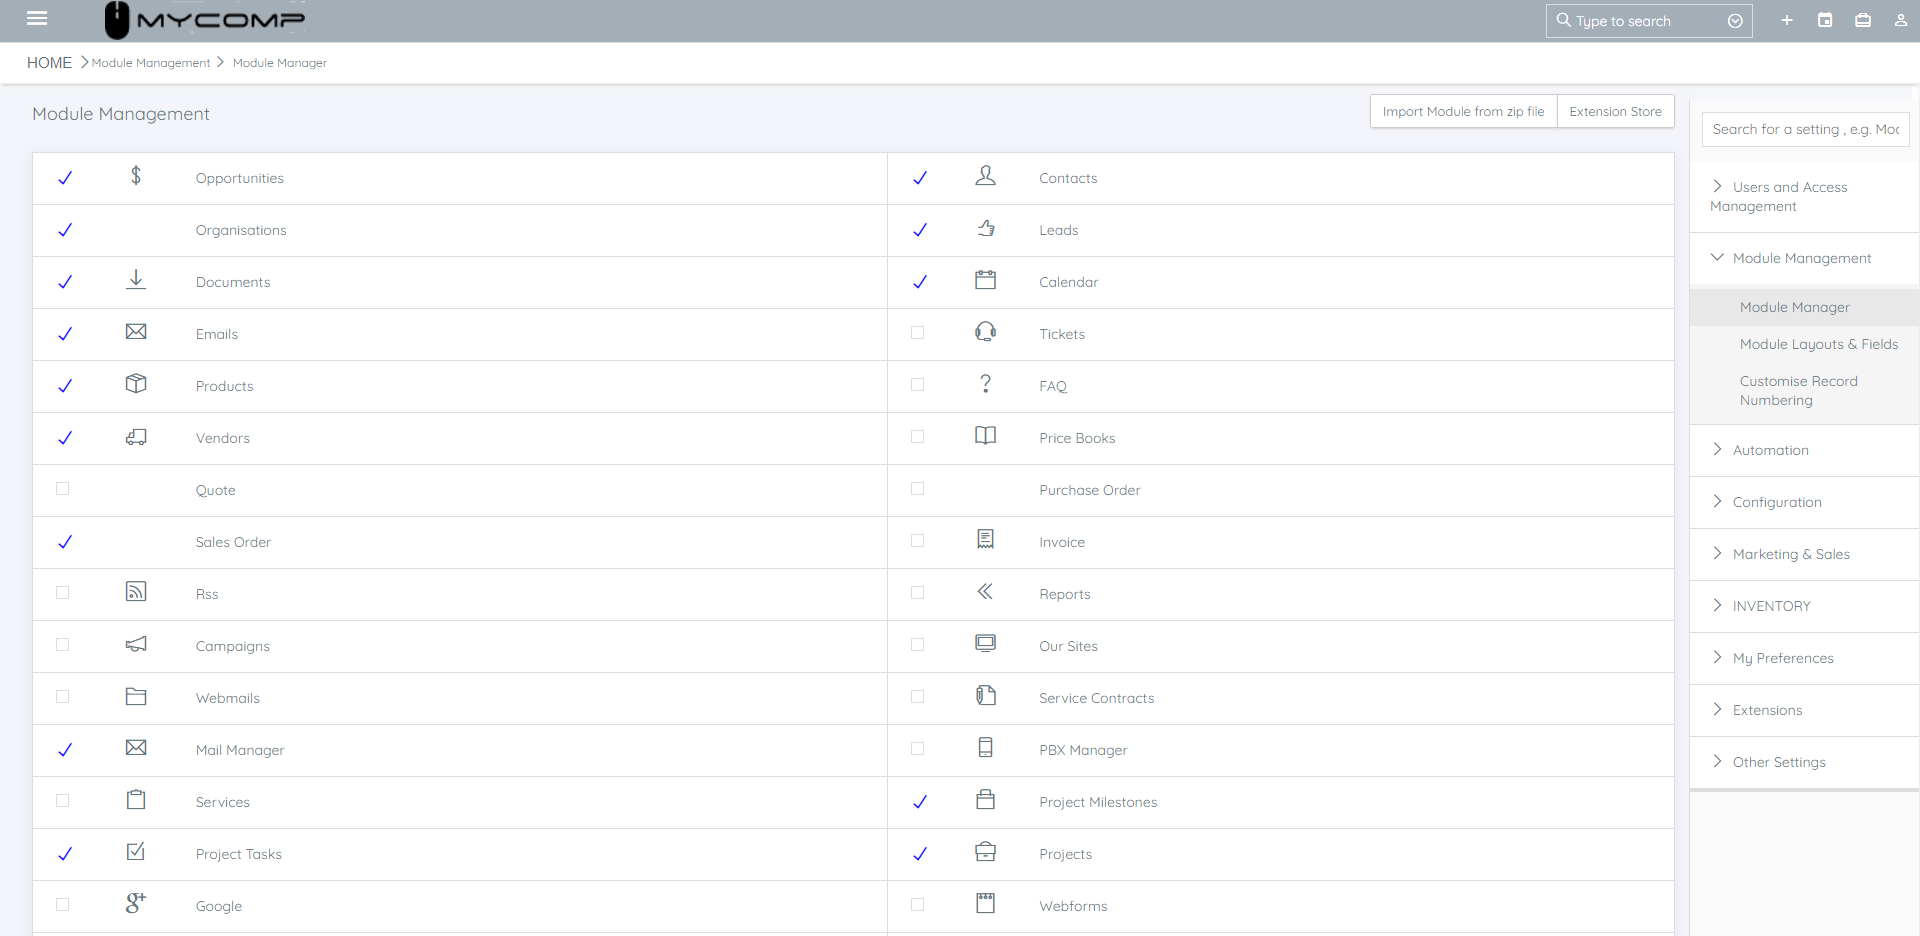 MYCOMP
Type to search
HOME Module Management Module Manager
Module Management
Import Module from zip file
Extension Store
Opportunities
Contacts
Organisations
Leads
Documents
Calendar
Emails
Tickets
Products
FAQ
Vendors
Price Books
Quote
Purchase Order
Sales Order
Invoice
Rss
Reports
Campaigns
Our Sites
Webmails
Service Contracts
Mail Manager
PBX Manager
Services
Project Milestones
Project Tasks
Projects
Google
Webforms
Search for a setting , e.g. Mo
Users and Access
Management
Module Management
Module Manager
Module Layouts & Fields
Customise Record
Numbering
Automation
Configuration
Marketing & Sales
INVENTORY
My Preferences
Extensions
Other Settings